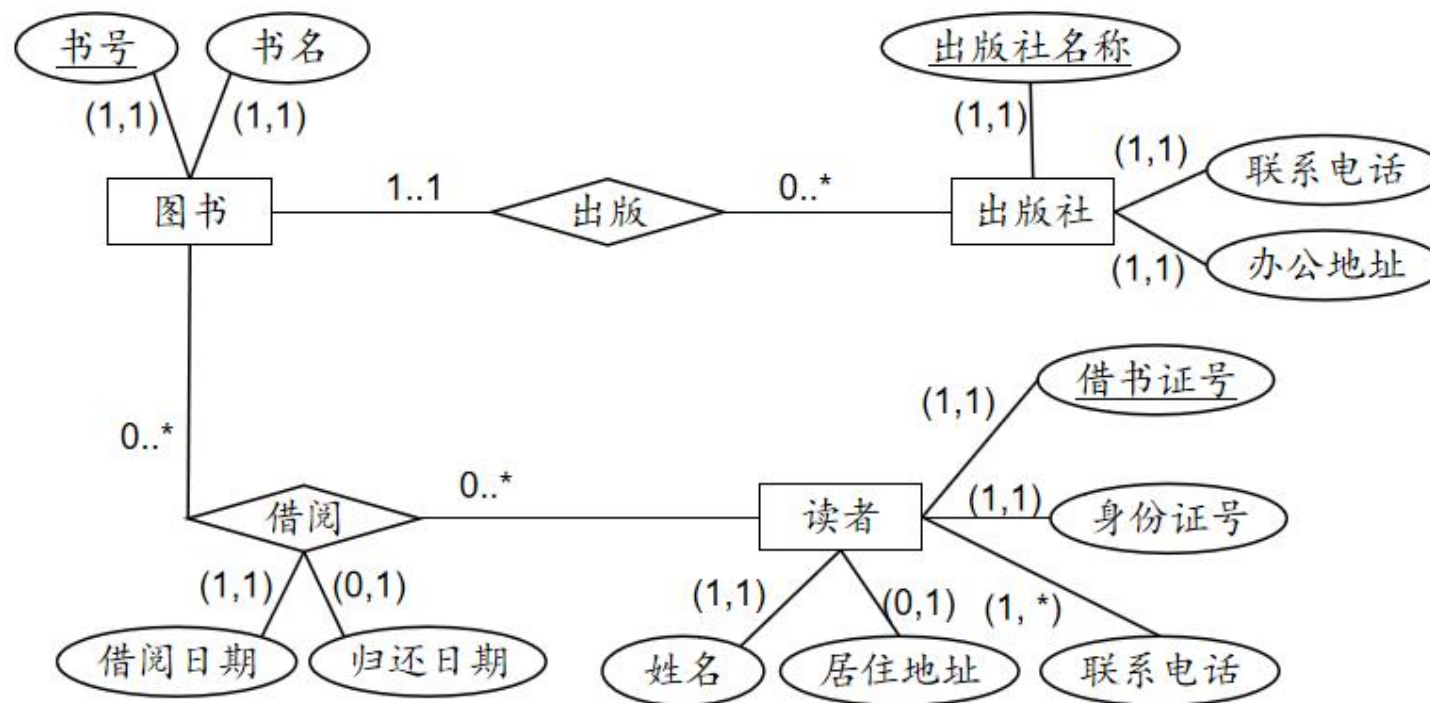 书号 书名 出版社名称
(1,1) (1,1) (1,1)
(1,1) 联系电话
图书 1..1 出版 0..* 出版社
(1,1) 办公地址
借书证号
(1,1)
0..* 0..*
借阅 读者 (1,1) 身份证号
(1,1) (0,1) (1,1) (0,1) (1, *)
借阅日期 归还日期 姓名 居住地址 联系电话